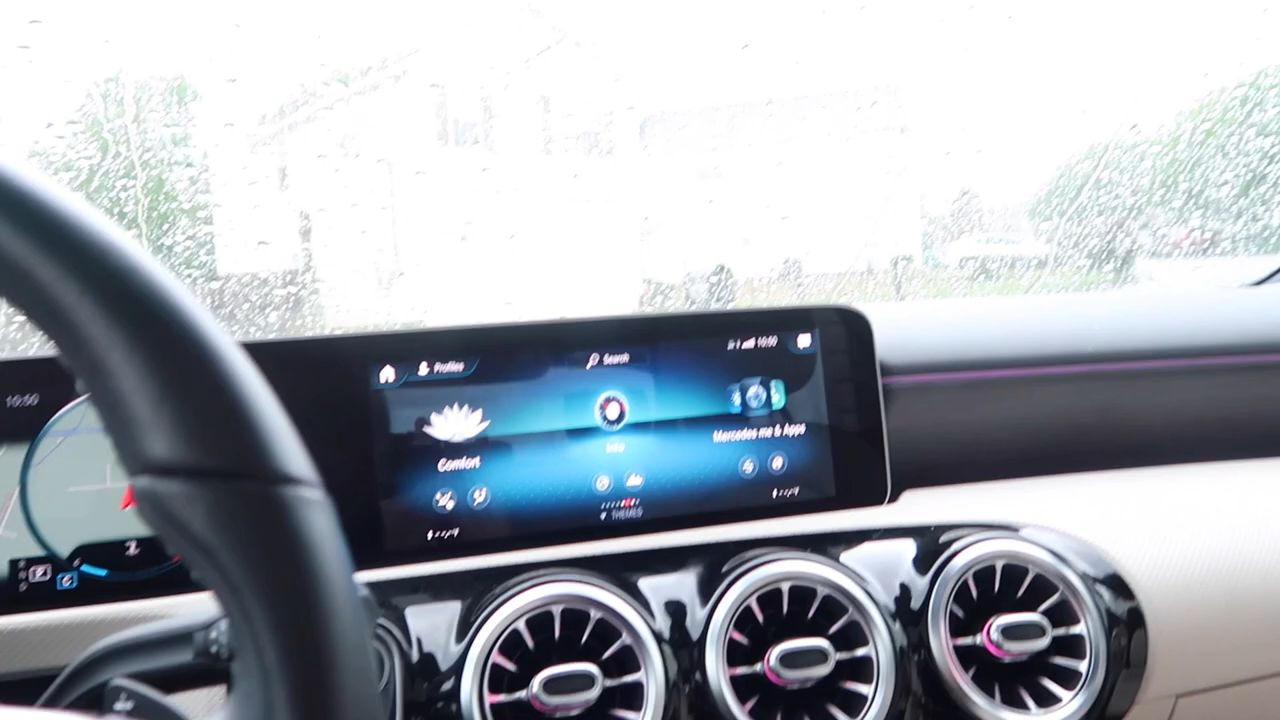 10:50
Profiles
Search
10:50
Comfort
Info
Mercedes me & Apps
THEMES